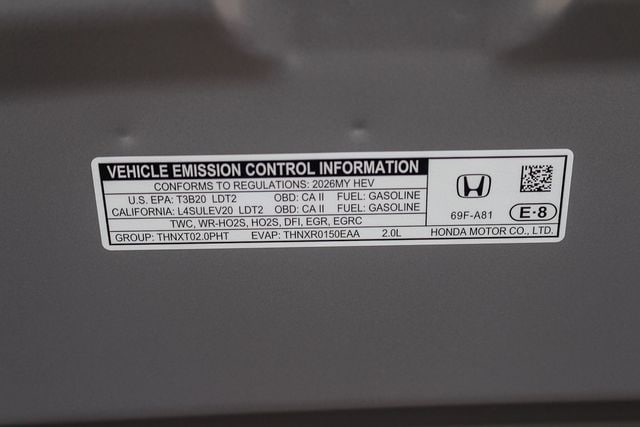 VEHICLE EMISSION CONTROL INFORMATION
CONFORMS TO REGULATIONS: 2026MY HEV
U.S. EPA: T3B20 LDT2 OBD: CA II FUEL: GASOLINE
CALIFORNIA: L4SULEV20 LDT2 OBD: CA II FUEL: GASOLINE
TWC, WR-HO2S, HO2S, DFI, EGR, EGRC
GROUP: THNXT02.0PHT EVAP: THNXR0150EAA 2.0L
69F-A81
E·8
HONDA MOTOR CO., LTD.